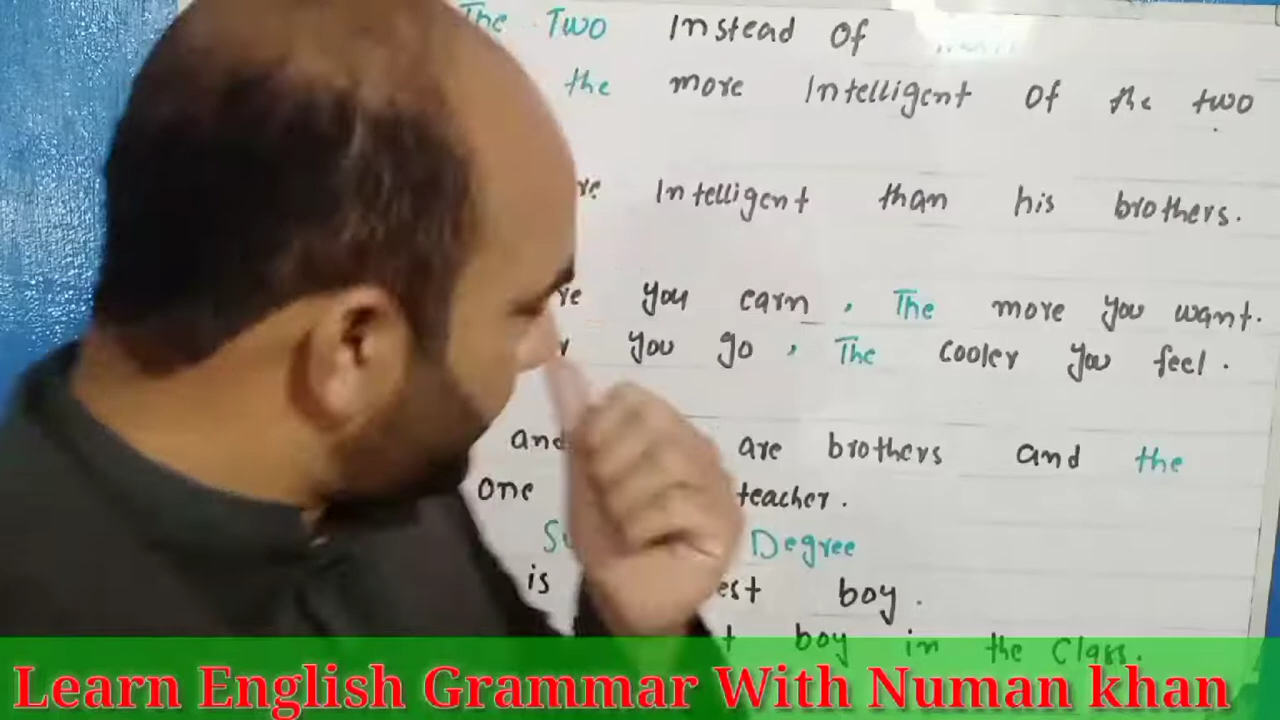 The Two Instead Of
the more Intelligent Of the two
Intelligent than his brothers.
you earn, The more you want.
you go, The cooler you feel.
and are brothers and the
one teacher.
Degree
is boy.
boy in the Class.
Learn English Grammar With Numan khan